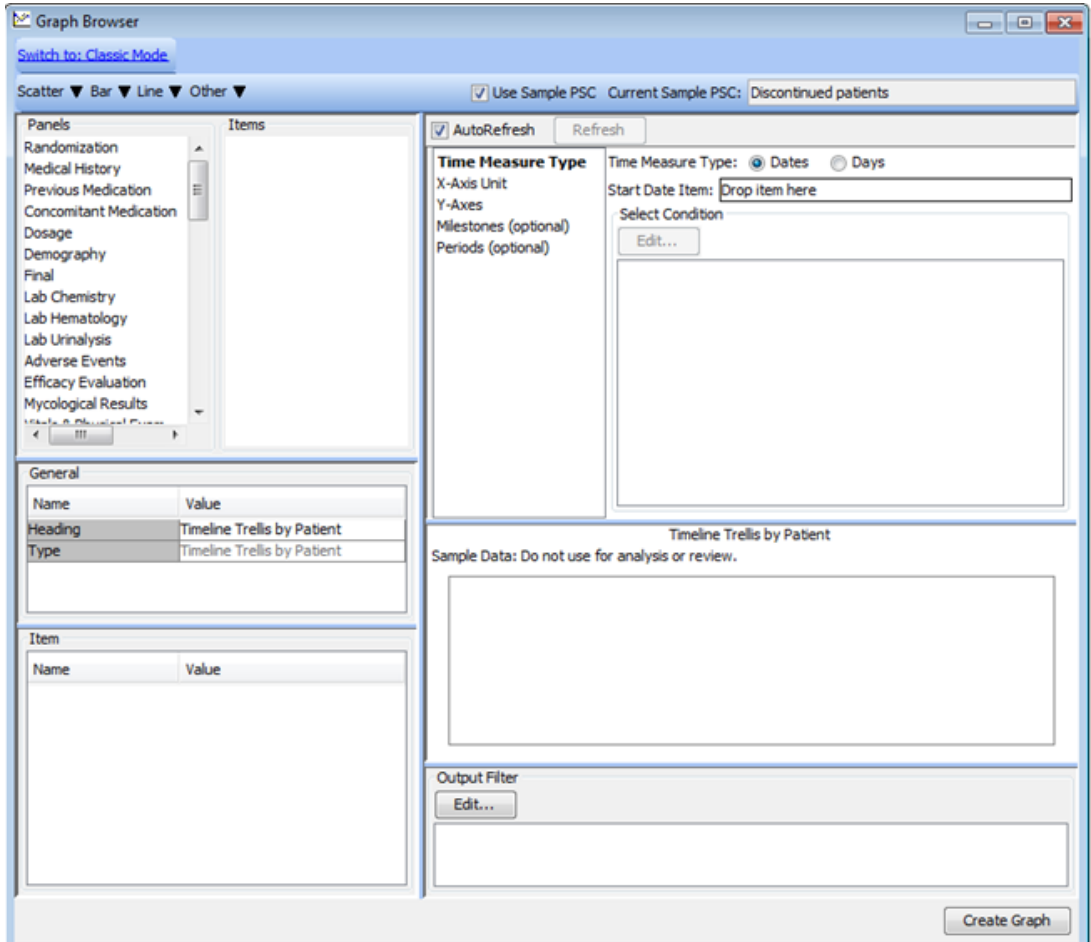 Graph Browser
Switch to: Classic Mode
Scatter ▼ Bar ▼ Line ▼ Other ▼
Use Sample PSC Current Sample PSC: Discontinued patients
Panels
Randomization
Medical History
Previous Medication
Concomitant Medication
Dosage
Demography
Final
Lab Chemistry
Lab Hematology
Lab Urinalysis
Adverse Events
Efficacy Evaluation
Mycological Results
Vitals & Physical Exam
Items
General
Name Value
Heading Timeline Trellis by Patient
Type Timeline Trellis by Patient
Item
Name Value
AutoRefresh Refresh
Time Measure Type
X-Axis Unit
Y-Axes
Milestones (optional)
Periods (optional)
Time Measure Type: Dates Days
Start Date Item: Drop item here
Select Condition
Edit...
Timeline Trellis by Patient
Sample Data: Do not use for analysis or review.
Output Filter
Edit...
Create Graph